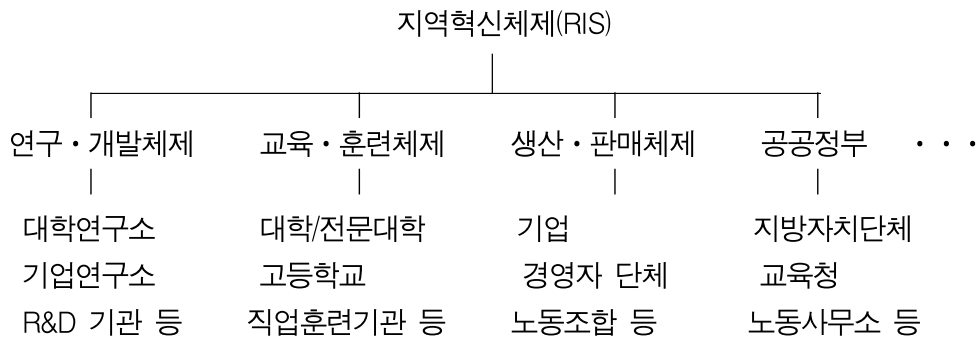 지역혁신체제(RIS)
연구·개발체제 교육·훈련체제 생산·판매체제 공공정부 · · ·
대학연구소 대학/전문대학 기업 지방자치단체
기업연구소 고등학교 경영자 단체 교육청
R&D 기관 등 직업훈련기관 등 노동조합 등 노동사무소 등